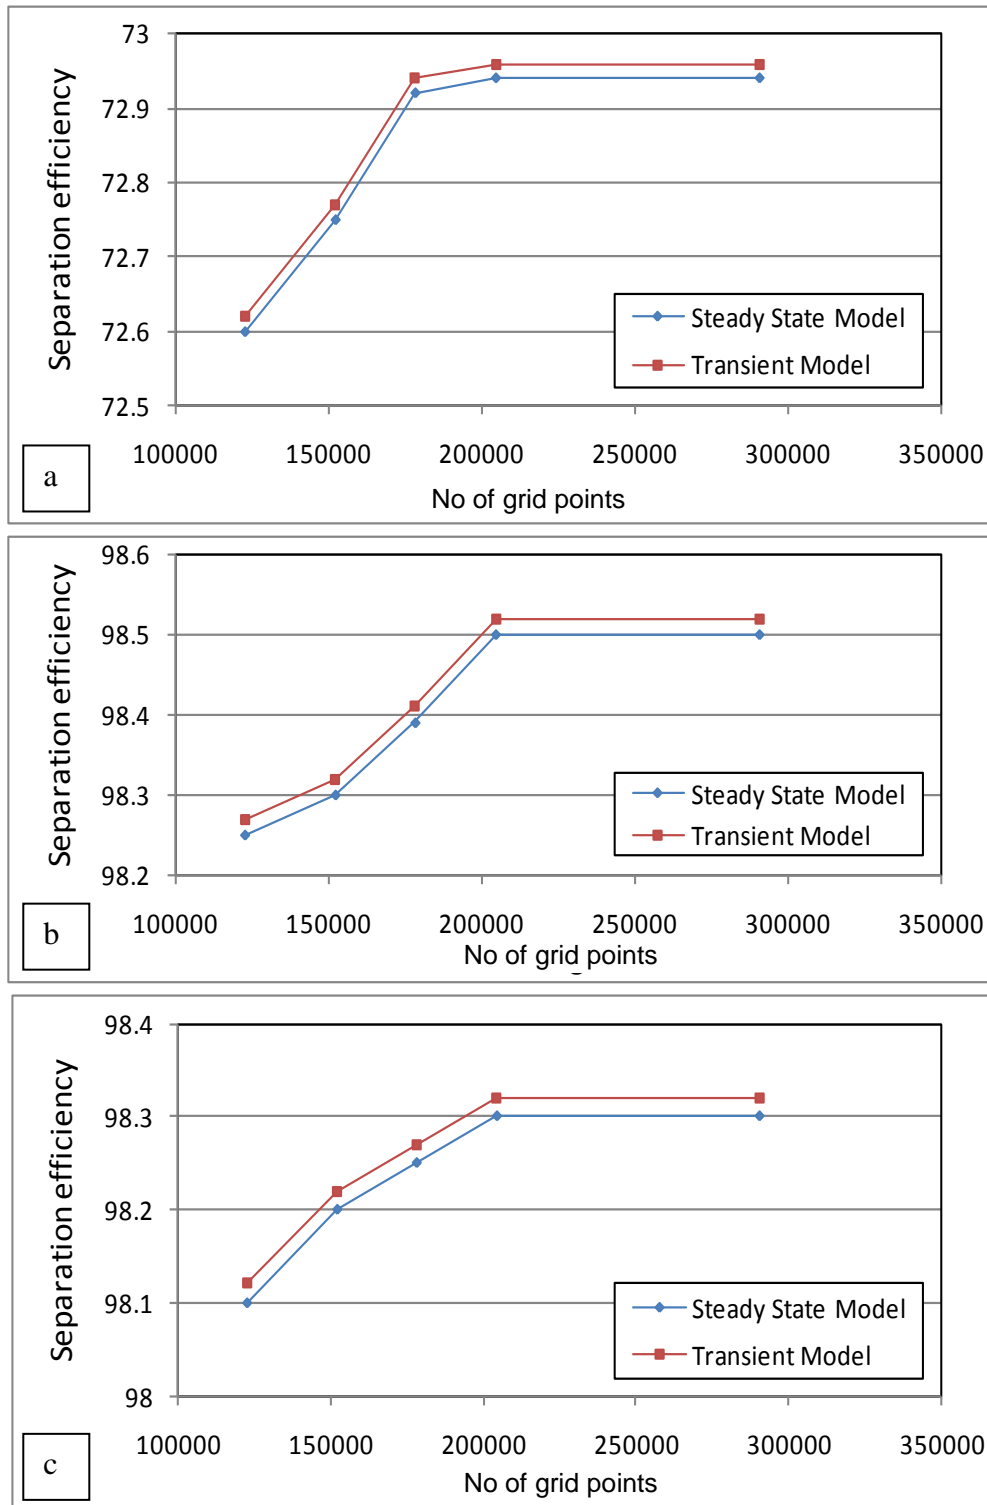 73
72.9
72.8
72.7
72.6
72.5
Separation efficiency
Steady State Model
Transient Model
100000 150000 200000 250000 300000 350000
No of grid points
a
98.6
98.5
98.4
98.3
98.2
Separation efficiency
Steady State Model
Transient Model
100000 150000 200000 250000 300000 350000
No of grid points
b
98.4
98.3
98.2
98.1
98
Separation efficiency
Steady State Model
Transient Model
100000 150000 200000 250000 300000 350000
No of grid points
c